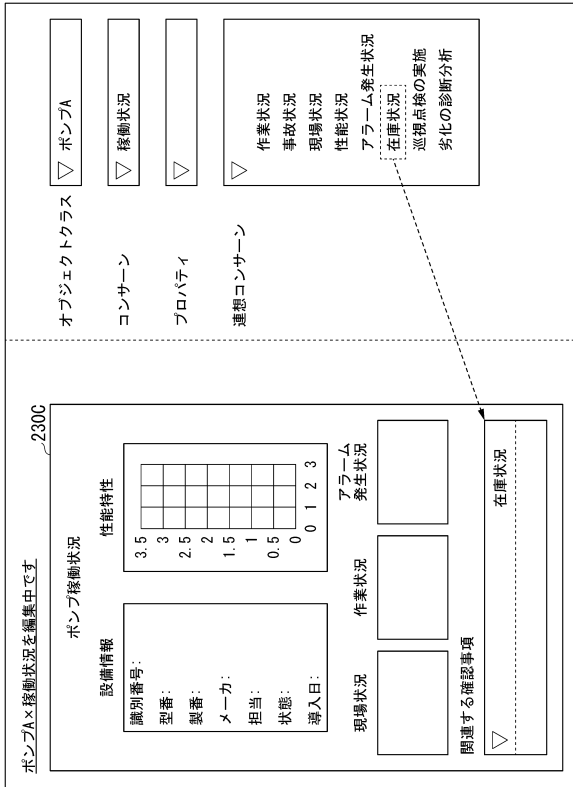 ポンプA×稼働状況を編集中です
230C
ポンプ稼働状況
設備情報
識別番号:
型番:
製番:
メーカ:
担当:
状態:
導入日:
性能特性
3.5
3
2.5
2
1.5
1
0.5
0
0 1 2 3
現場状況
作業状況
アラーム
発生状況
関連する確認事項
▽
在庫状況
オブジェクトクラス
▽ ポンプA
コンサーン
▽ 稼働状況
プロパティ
▽
連想コンサーン
▽
作業状況
事故状況
現場状況
性能状況
アラーム発生状況
在庫状況
巡視点検の実施
劣化の診断分析